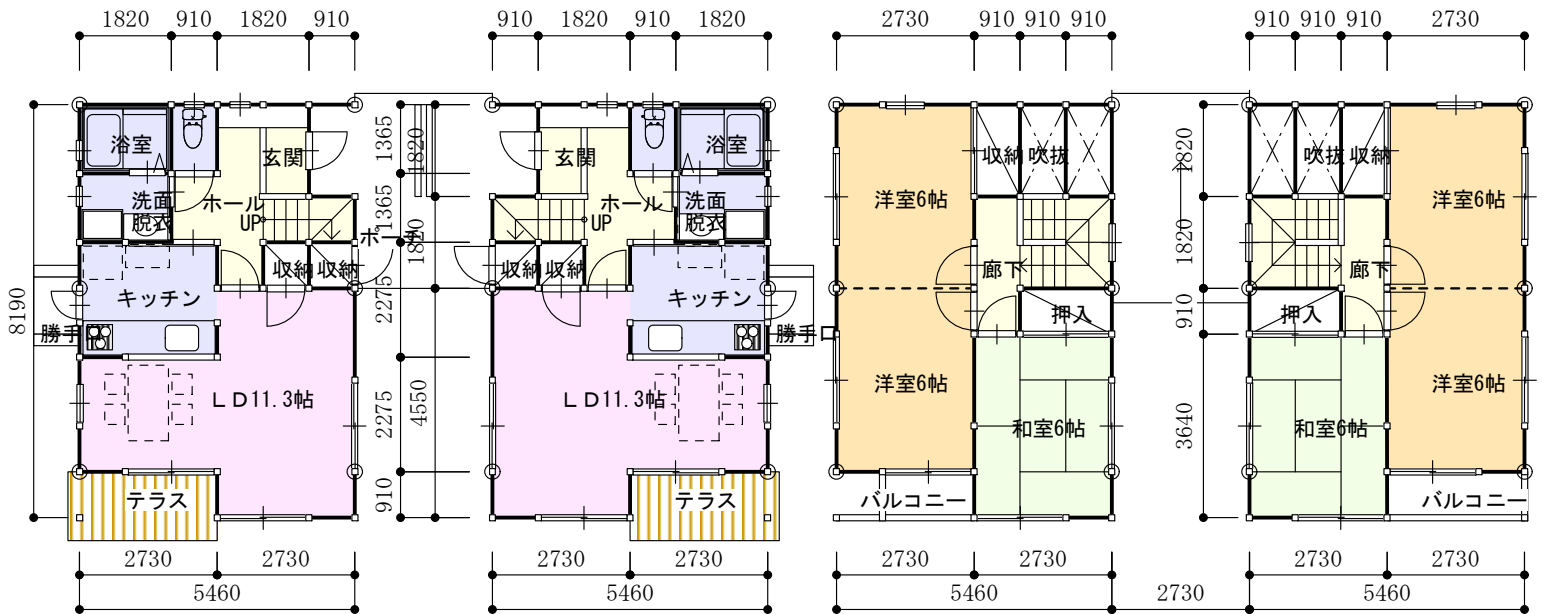 1820 910 1820 910 910 1820 910 1820 2730 910 910 910 910 910 910 2730
浴室 玄関 1365 1820 玄関 浴室 収納 吹抜 1820 吹抜 収納
洗面
脱衣 ホール
UP 1365 ホール
UP 洗面
脱衣 洋室6帖 洋室6帖
ポーチ 1820 1820
収納 収納 収納 収納 廊下 廊下
8190 キッチン 2275 キッチン 910
勝手口 勝手口 押入 押入
LD11.3帖 2275 4550 LD11.3帖 洋室6帖 洋室6帖
和室6帖 3640 和室6帖
テラス 910 テラス バルコニー バルコニー
2730 2730 2730 2730 2730 2730 2730 2730
5460 5460 5460 2730 5460